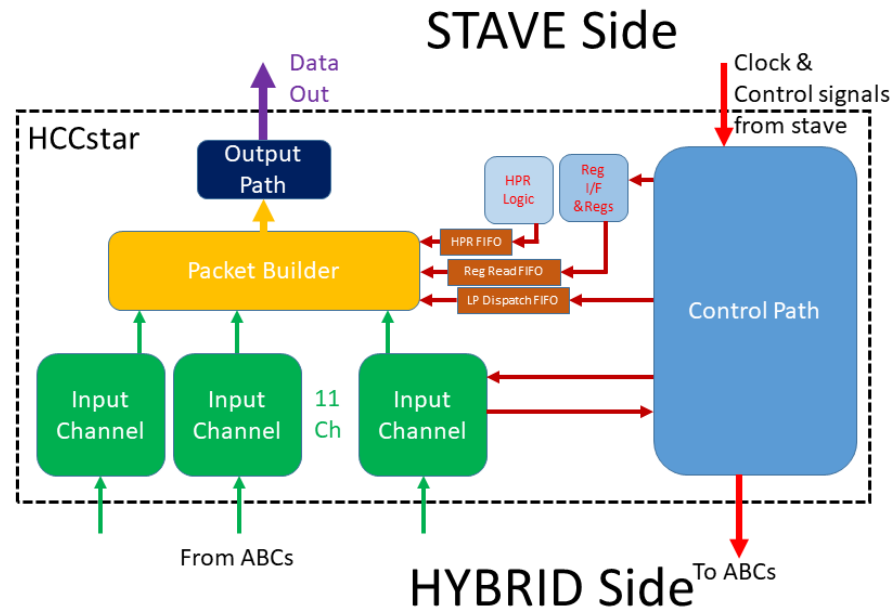 STAVE Side
Data
Out
Clock &
Control signals
from stave
HCCstar
Output
Path
HPR
Logic
Reg
I/F
&Regs
HPR FIFO
Packet Builder
Reg Read FIFO
LP Dispatch FIFO
Control Path
Input
Channel
Input
Channel
11
Ch
Input
Channel
From ABCs
To ABCs
HYBRID Side